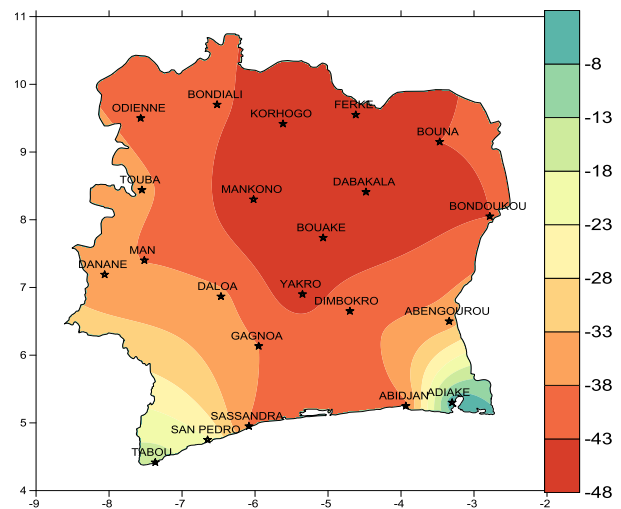 11
10
9
8
7
6
5
4
BONDIALI
ODIENNE
KORHOGO
FERKE
BOUNA
TOUBA
MANKONO
DABAKALA
BONDOUKOU
BOUAKE
MAN
DANANE
DALOA
YAKRO
DIMBOKRO
ABENGOUROU
GAGNOA
ABIDJAN
ADIAKE
SASSANDRA
SAN PEDRO
TABOU
-9 -8 -7 -6 -5 -4 -3 -2
-8
-13
-18
-23
-28
-33
-38
-43
-48